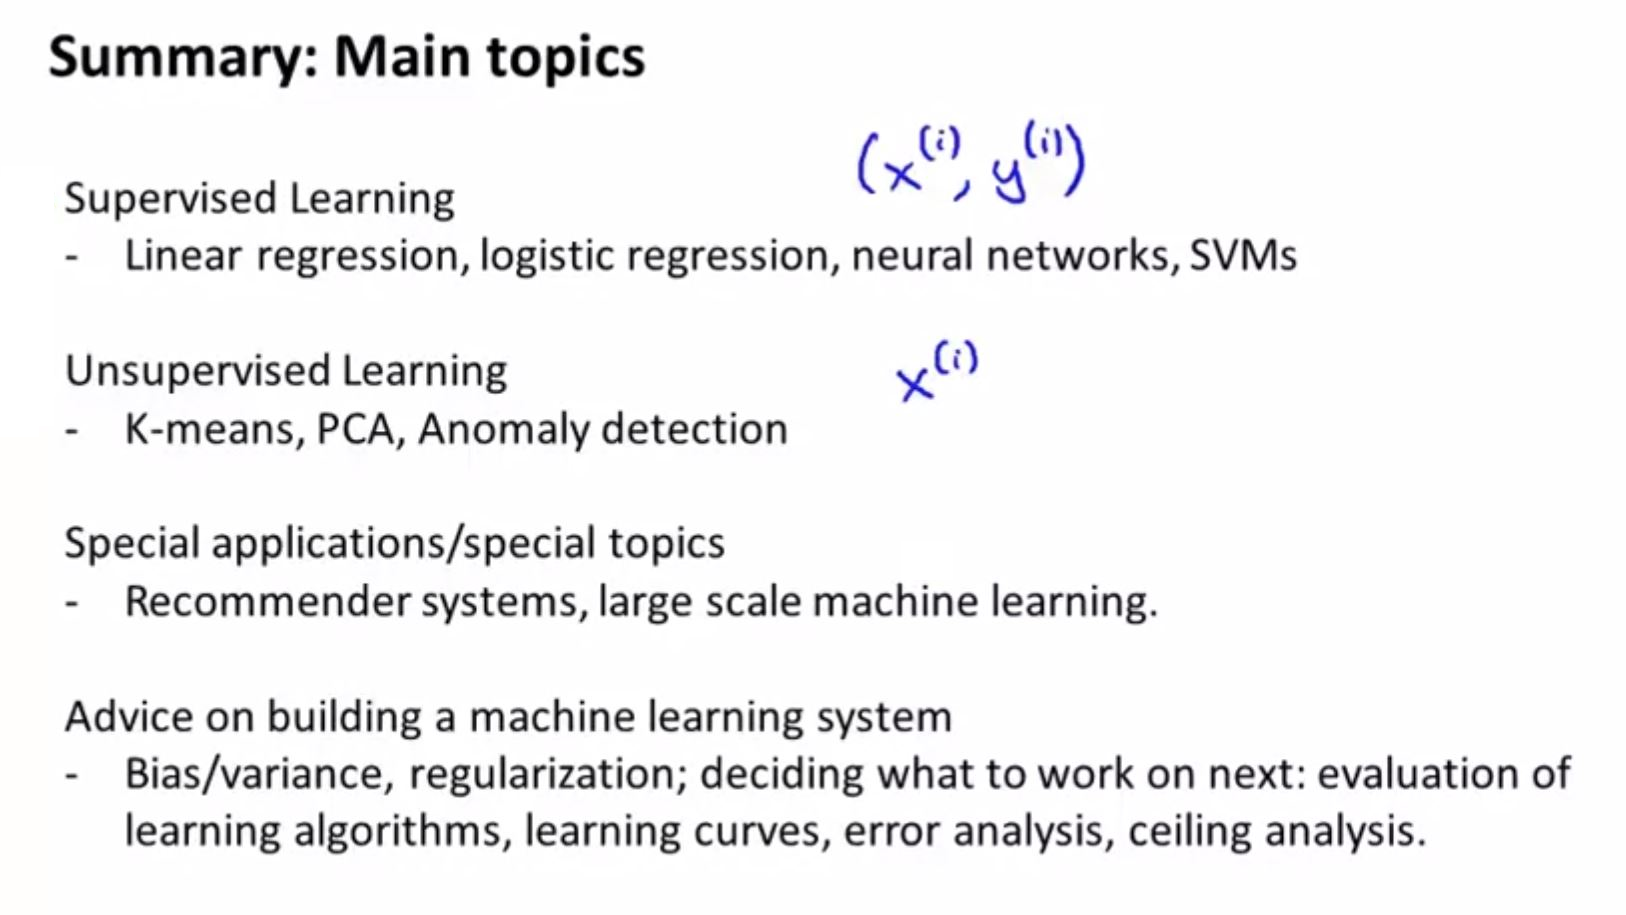 Summary: Main topics
(x^(i), y^(i))
Supervised Learning
- Linear regression, logistic regression, neural networks, SVMs
Unsupervised Learning
x^(i)
- K-means, PCA, Anomaly detection
Special applications/special topics
- Recommender systems, large scale machine learning.
Advice on building a machine learning system
- Bias/variance, regularization; deciding what to work on next: evaluation of
learning algorithms, learning curves, error analysis, ceiling analysis.